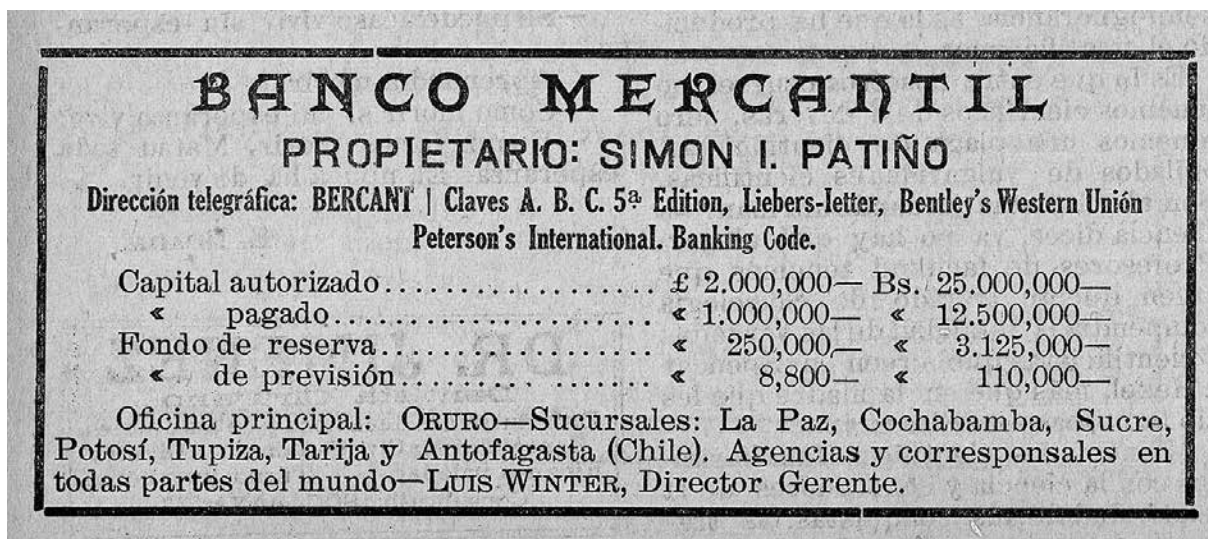 BANCO MERCANTIL
PROPIETARIO: SIMON I. PATIÑO
Dirección telegráfica: BERCANT | Claves A. B. C. 5ª Edition, Liebers-letter, Bentley's Western Unión
Peterson's International. Banking Code.
Capital autorizado.................. £ 2.000,000— Bs. 25.000,000—
« pagado.................... « 1.000,000— « 12.500,000—
Fondo de reserva................. « 250,000— « 3.125,000—
« de previsión................ « 8,800— « 110,000—
Oficina principal: ORURO—Sucursales: La Paz, Cochabamba, Sucre,
Potosí, Tupiza, Tarija y Antofagasta (Chile). Agencias y corresponsales en
todas partes del mundo—LUIS WINTER, Director Gerente.